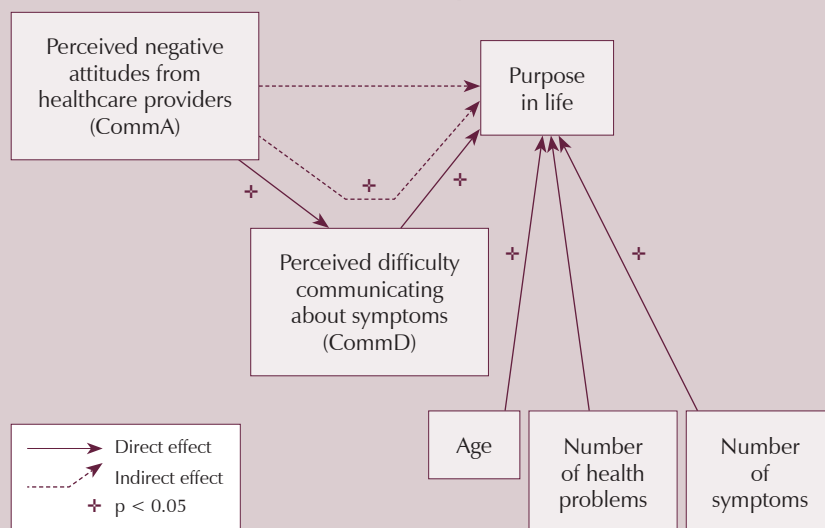 Perceived negative
attitudes from
healthcare providers
(CommA)
Purpose
in life
✛
✛
✛
Perceived difficulty
communicating
about symptoms
(CommD)
✛
✛
Age
Number
of health
problems
Number
of
symptoms
Direct effect
Indirect effect
✛ p < 0.05